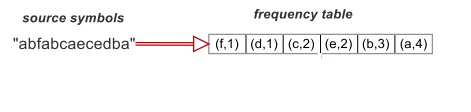 source symbols
frequency table
"abfabcaecedba"
(f,1) (d,1) (c,2) (e,2) (b,3) (a,4)